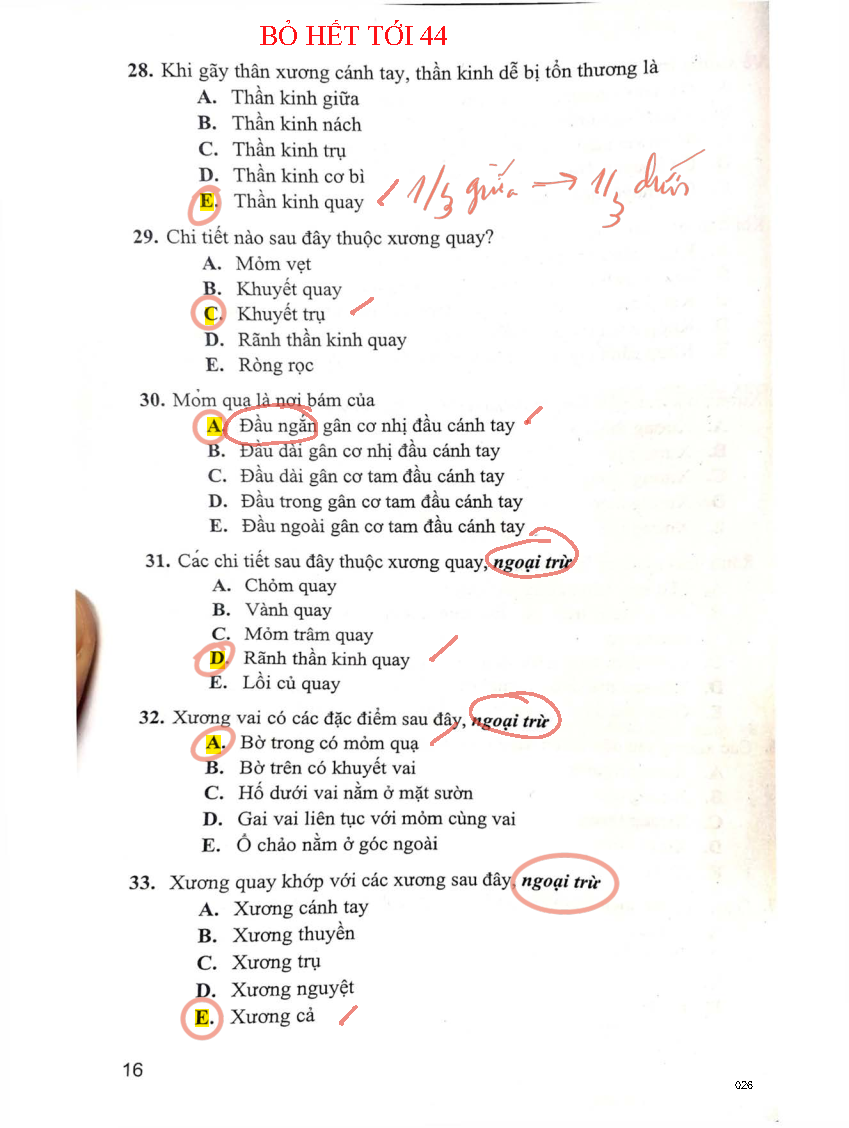 BỎ HẾT TỚI 44
28. Khi gãy thân xương cánh tay, thần kinh dễ bị tổn thương là
A. Thần kinh giữa
B. Thần kinh nách
C. Thần kinh trụ
D. Thần kinh cơ bì
E. Thần kinh quay 1/3 giữa → 1/3 dưới
29. Chi tiết nào sau đây thuộc xương quay?
A. Mỏm vẹt
B. Khuyết quay
C. Khuyết trụ
D. Rãnh thần kinh quay
E. Ròng rọc
30. Mỏm quạ là nơi bám của
A. Đầu ngắn gân cơ nhị đầu cánh tay
B. Đầu dài gân cơ nhị đầu cánh tay
C. Đầu dài gân cơ tam đầu cánh tay
D. Đầu trong gân cơ tam đầu cánh tay
E. Đầu ngoài gân cơ tam đầu cánh tay
31. Các chi tiết sau đây thuộc xương quay, ngoại trừ
A. Chỏm quay
B. Vành quay
C. Mỏm trâm quay
D. Rãnh thần kinh quay
E. Lồi củ quay
32. Xương vai có các đặc điểm sau đây, ngoại trừ
A. Bờ trong có mỏm quạ
B. Bờ trên có khuyết vai
C. Hố dưới vai nằm ở mặt sườn
D. Gai vai liên tục với mỏm cùng vai
E. Ổ chảo nằm ở góc ngoài
33. Xương quay khớp với các xương sau đây, ngoại trừ
A. Xương cánh tay
B. Xương thuyền
C. Xương trụ
D. Xương nguyệt
E. Xương cả
16
026